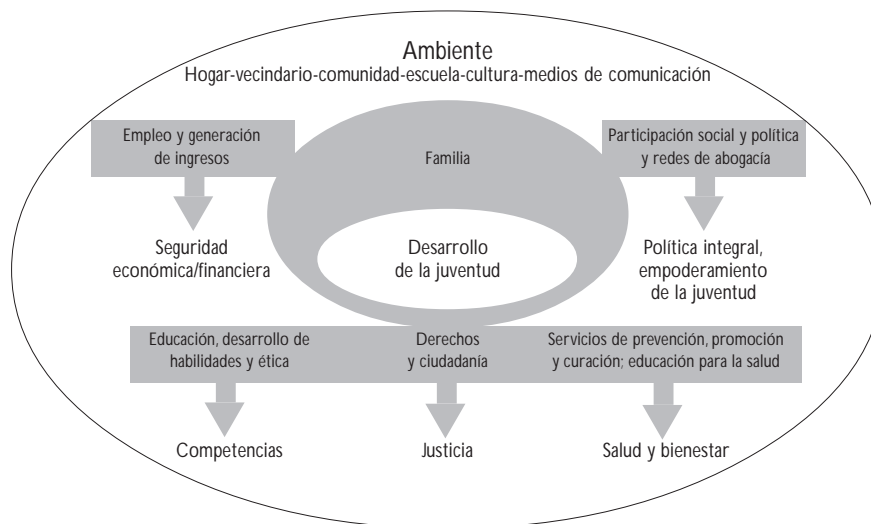 Ambiente
Hogar-vecindario-comunidad-escuela-cultura-medios de comunicación
Empleo y generación
de ingresos
Familia
Participación social y política
y redes de abogacía
Seguridad
económica/financiera
Desarrollo
de la juventud
Política integral,
empoderamiento
de la juventud
Educación, desarrollo de
habilidades y ética
Derechos
y ciudadanía
Servicios de prevención, promoción
y curación; educación para la salud
Competencias
Justicia
Salud y bienestar